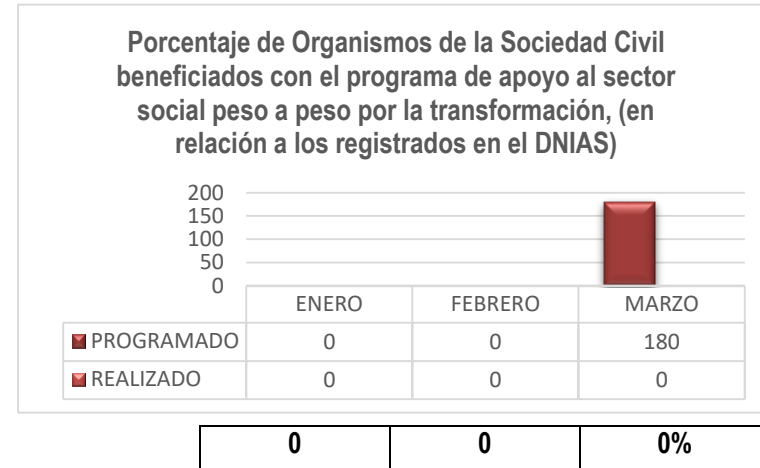 Porcentaje de Organismos de la Sociedad Civil
beneficiados con el programa de apoyo al sector
social peso a peso por la transformación, (en
relación a los registrados en el DNIAS)
200
150
100
50
0
ENERO FEBRERO MARZO
PROGRAMADO 0 0 180
REALIZADO 0 0 0
0 0 0%